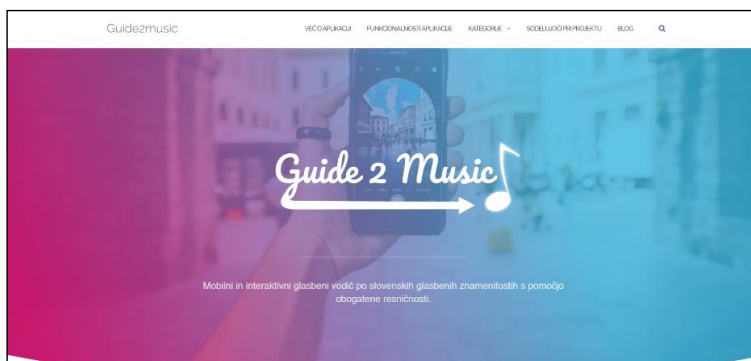 Guide2music
VEČ O APLIKACIJI FUNKCIONALNOSTI APLIKACIJE KATEGORIJE SODELUJOČI PRI PROJEKTU BLOG
Guide 2 Music
Mobilni in interaktivni glasbeni vodič po slovenskih glasbenih znamenitostih s pomočjo
obogatene resničnosti.